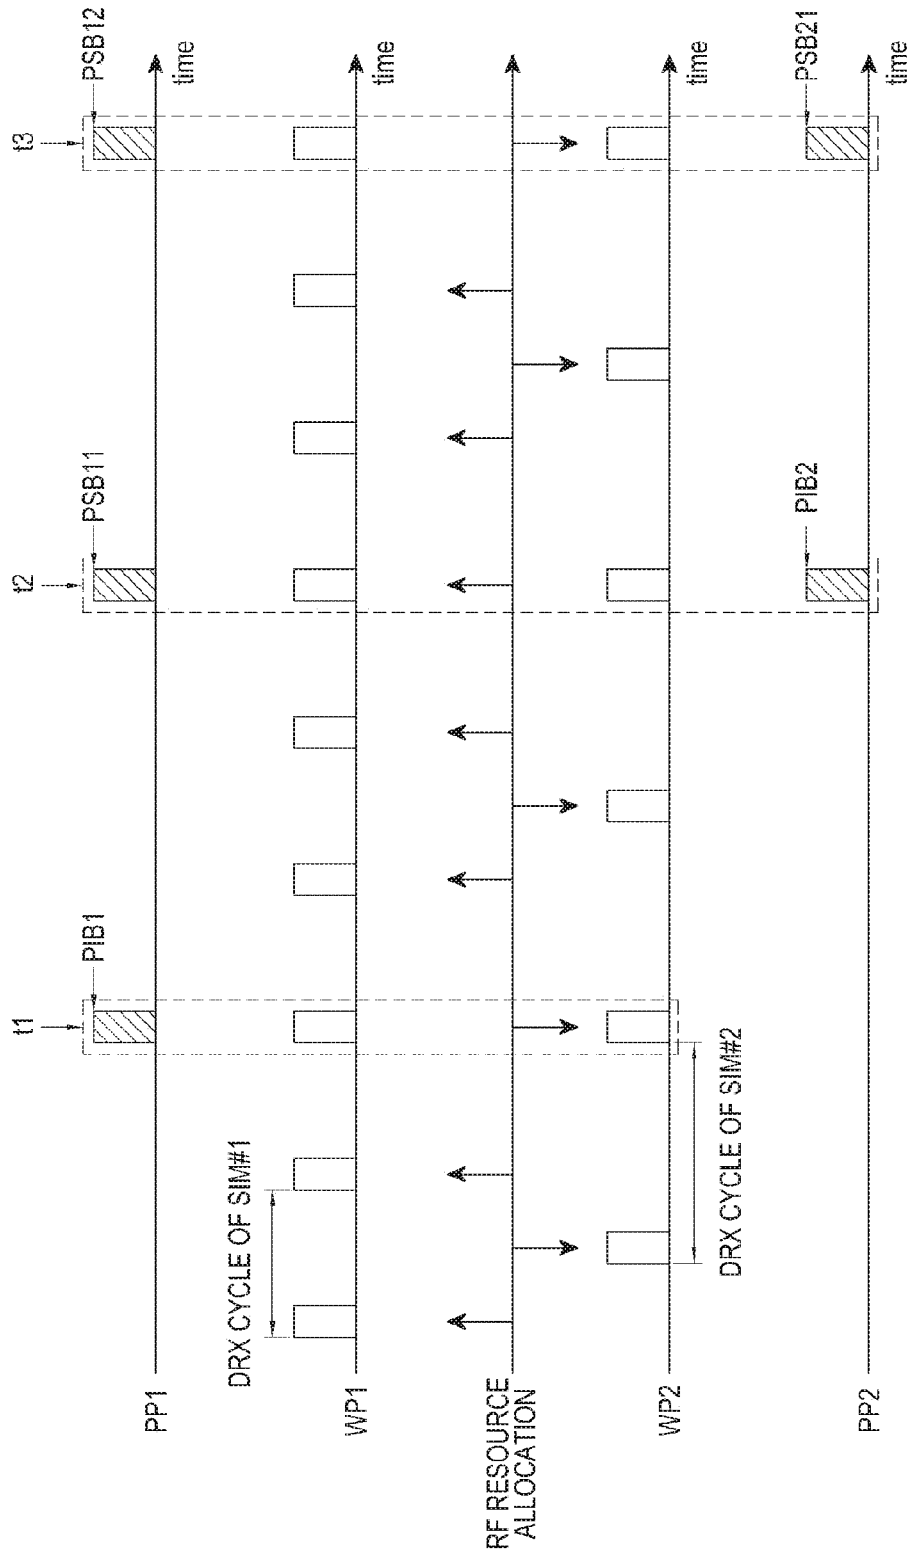 t1
t2
t3
PIB1
PSB11
PSB12
PP1
time
DRX CYCLE OF SIM#1
WP1
time
RF RESOURCE
ALLOCATION
WP2
time
DRX CYCLE OF SIM#2
PIB2
PSB21
PP2
time